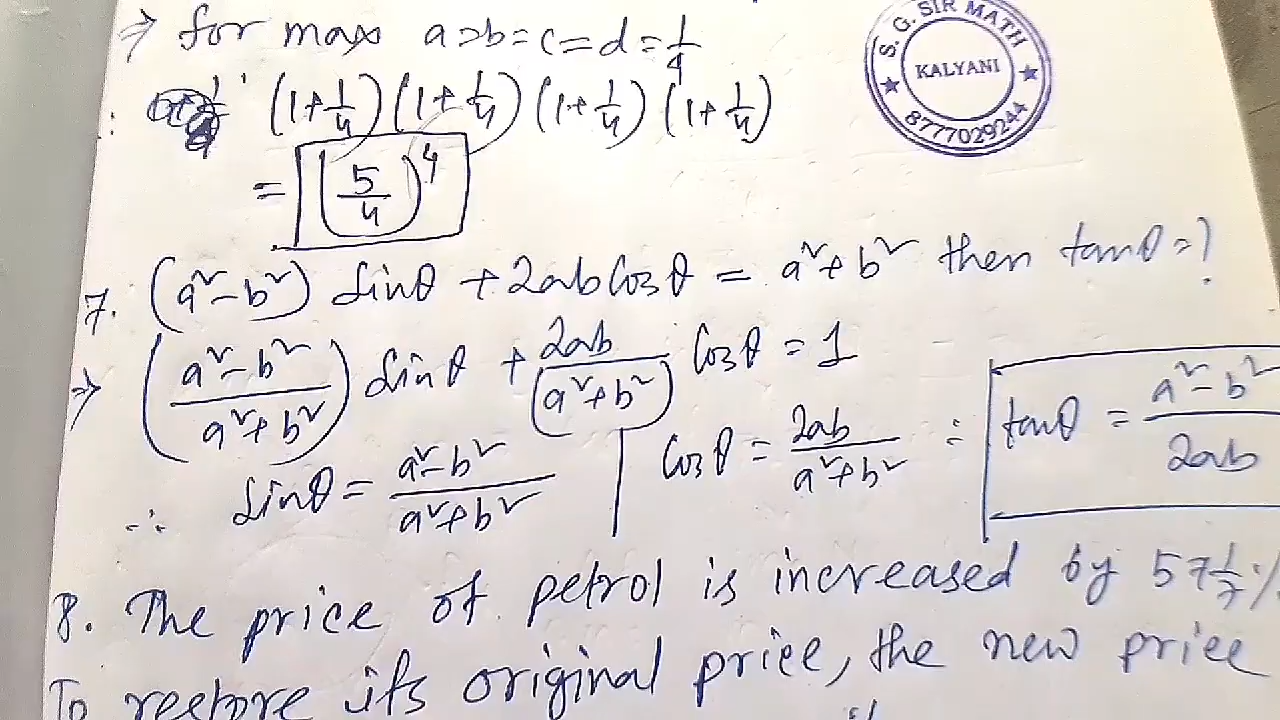 ⇒ for max a=b=c=d=1/4
S. G. SIR MATH
KALYANI
8777029244
∴ (1+1/4)(1+1/4)(1+1/4)(1+1/4)
= (5/4)^4
7. (a²-b²) Sinθ + 2ab Cosθ = a²+b² then tanθ=?
⇒ ((a²-b²)/(a²+b²)) Sinθ + 2ab/(a²+b²) Cosθ = 1
∴ Sinθ = (a²-b²)/(a²+b²) | Cosθ = 2ab/(a²+b²) ∴ tanθ = (a²-b²)/2ab
8. The price of petrol is increased by 57 1/7 %
To restore its original price, the new price